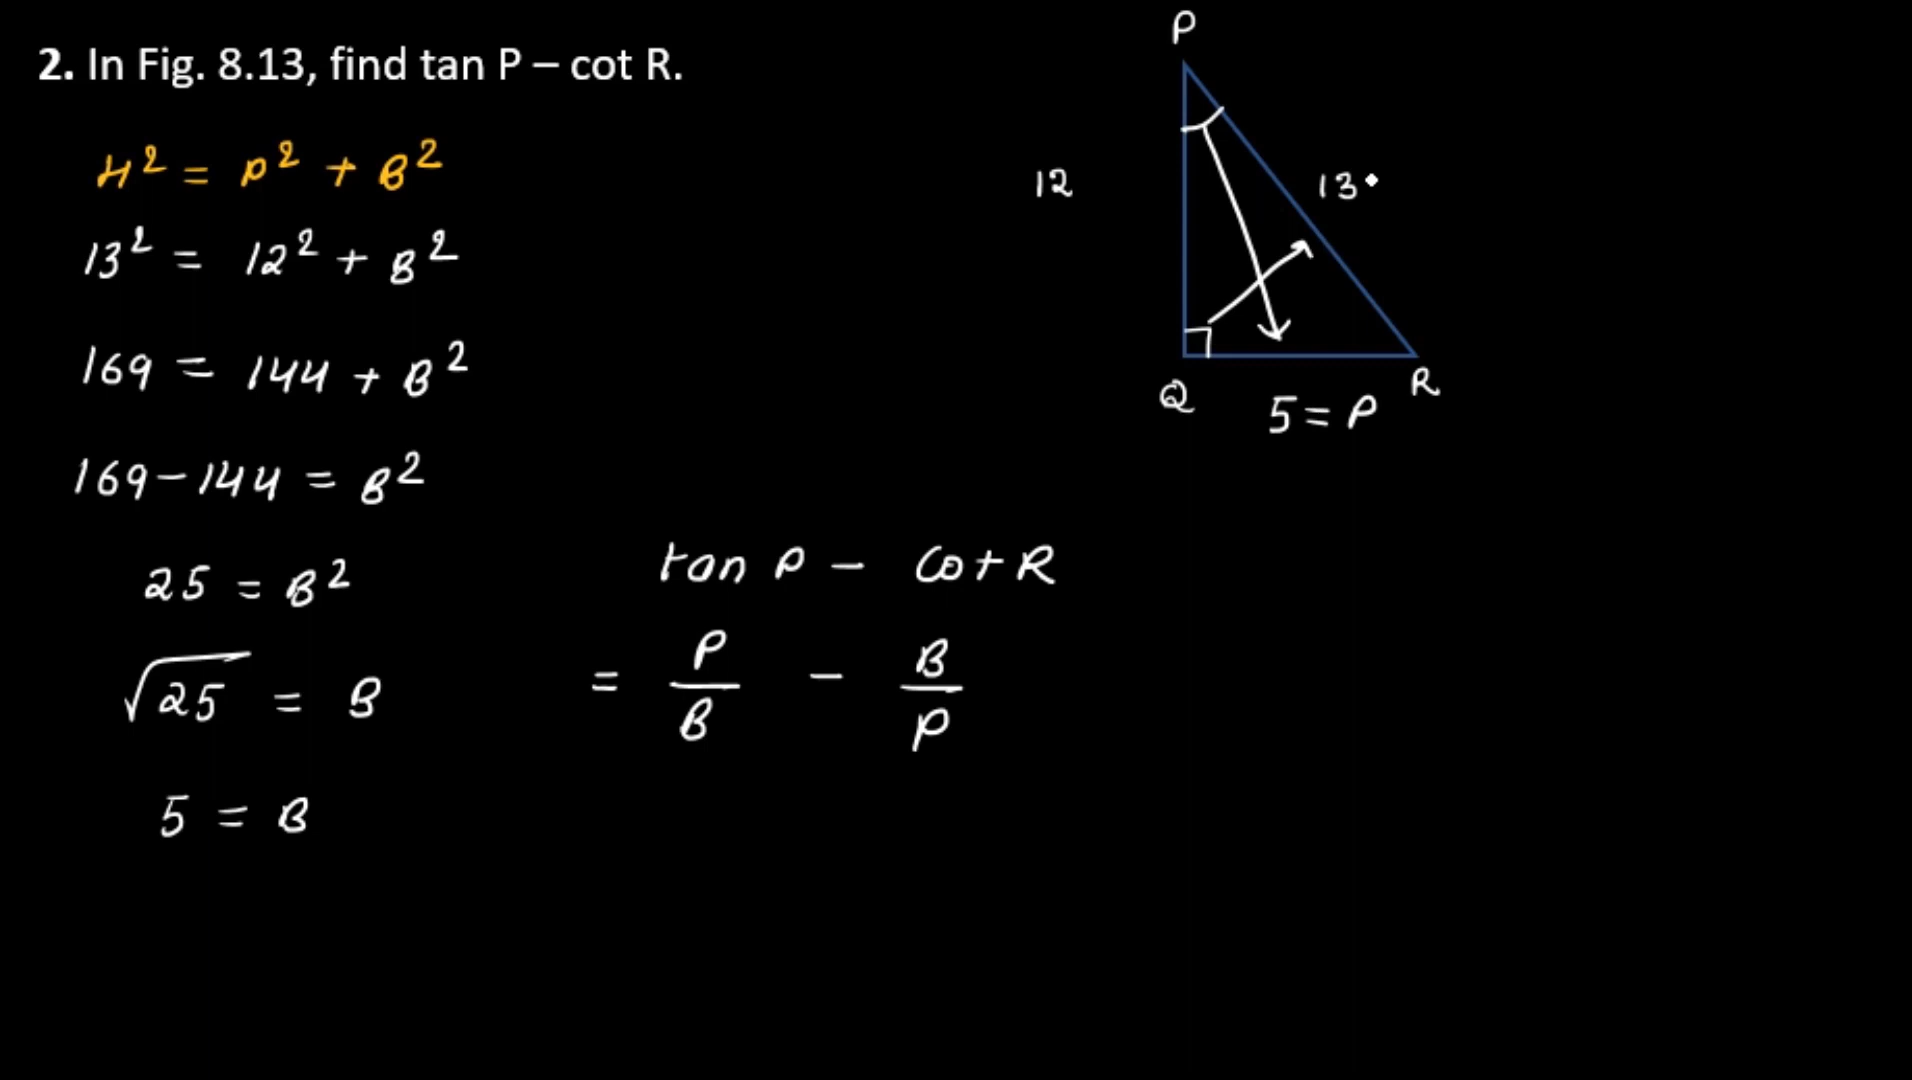 2. In Fig. 8.13, find tan P – cot R.
H² = P² + B²
13² = 12² + B²
169 = 144 + B²
169 – 144 = B²
25 = B²
√25 = B
5 = B
P
12
13
Q
R
5 = P
tan P – Cot R
= P/B – B/P